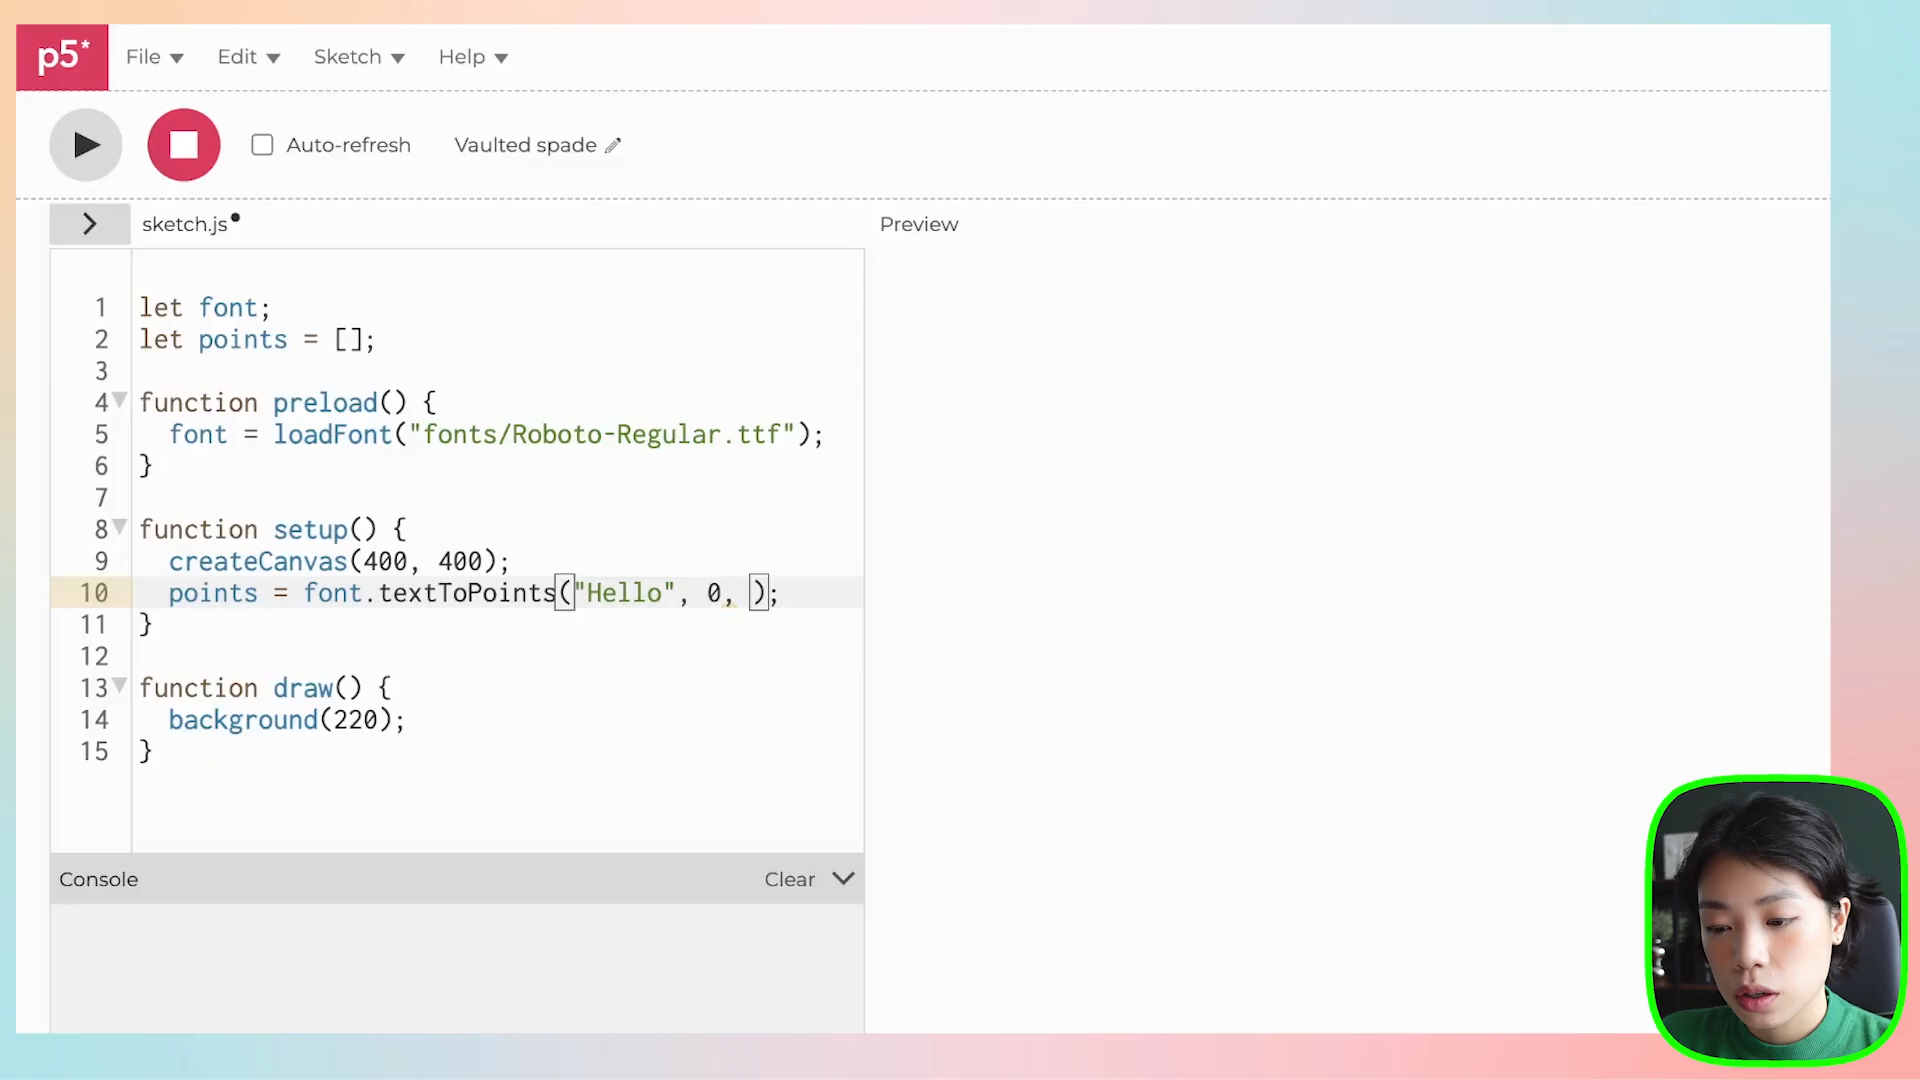 p5* File Edit Sketch Help
Auto-refresh Vaulted spade
sketch.js Preview
1 let font;
2 let points = [];
3
4 function preload() {
5 font = loadFont("fonts/Roboto-Regular.ttf");
6 }
7
8 function setup() {
9 createCanvas(400, 400);
10 points = font.textToPoints("Hello", 0, );
11 }
12
13 function draw() {
14 background(220);
15 }
Console Clear